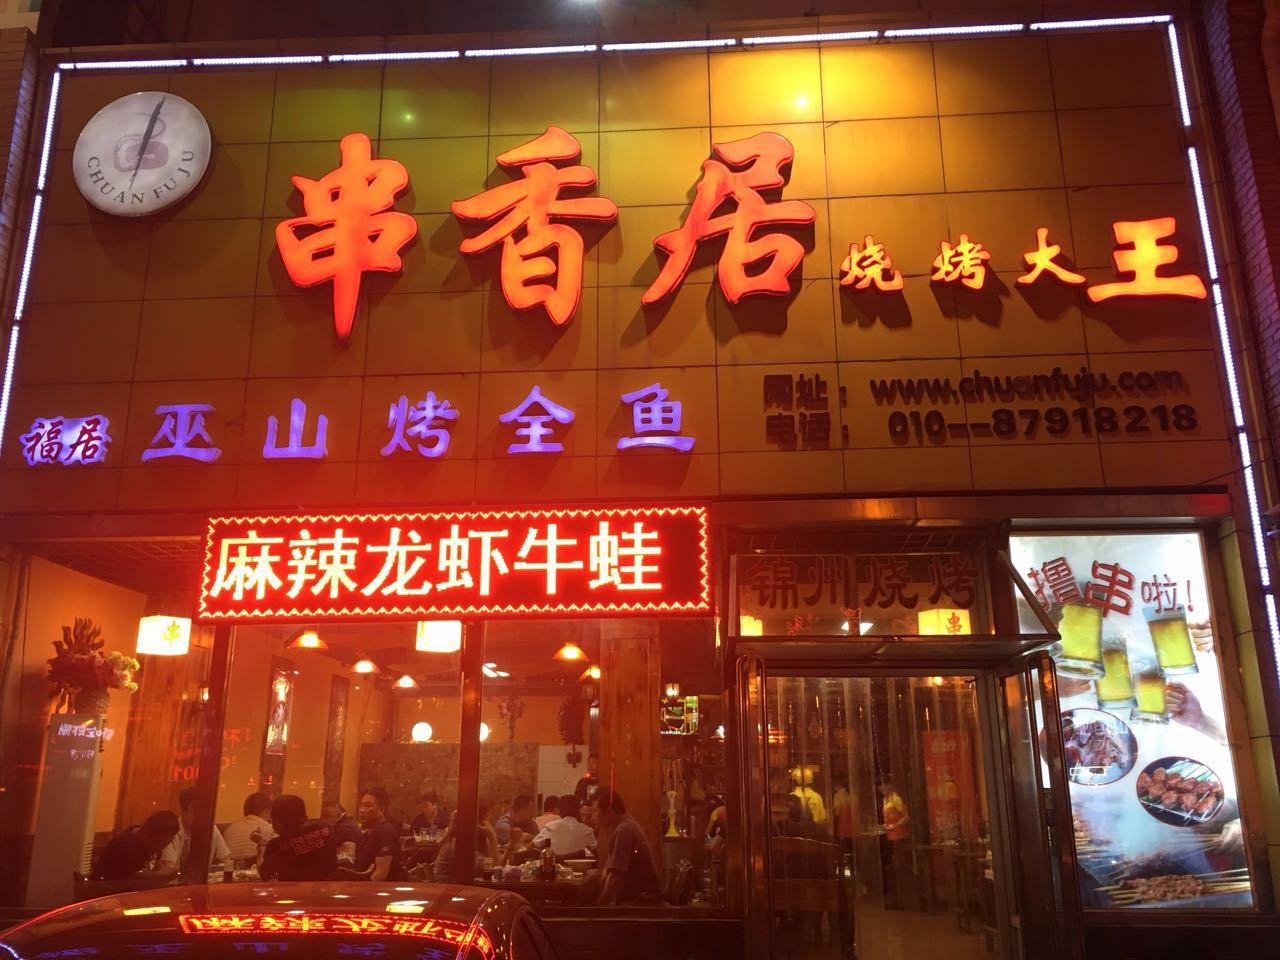 CHUAN FU JU
串香居
烧烤大王
福居 巫山烤全鱼
网址：www.chuanfuju.com
电话：010--87918218
麻辣龙虾牛蛙
锦州烧烤
撸串啦！
串
串